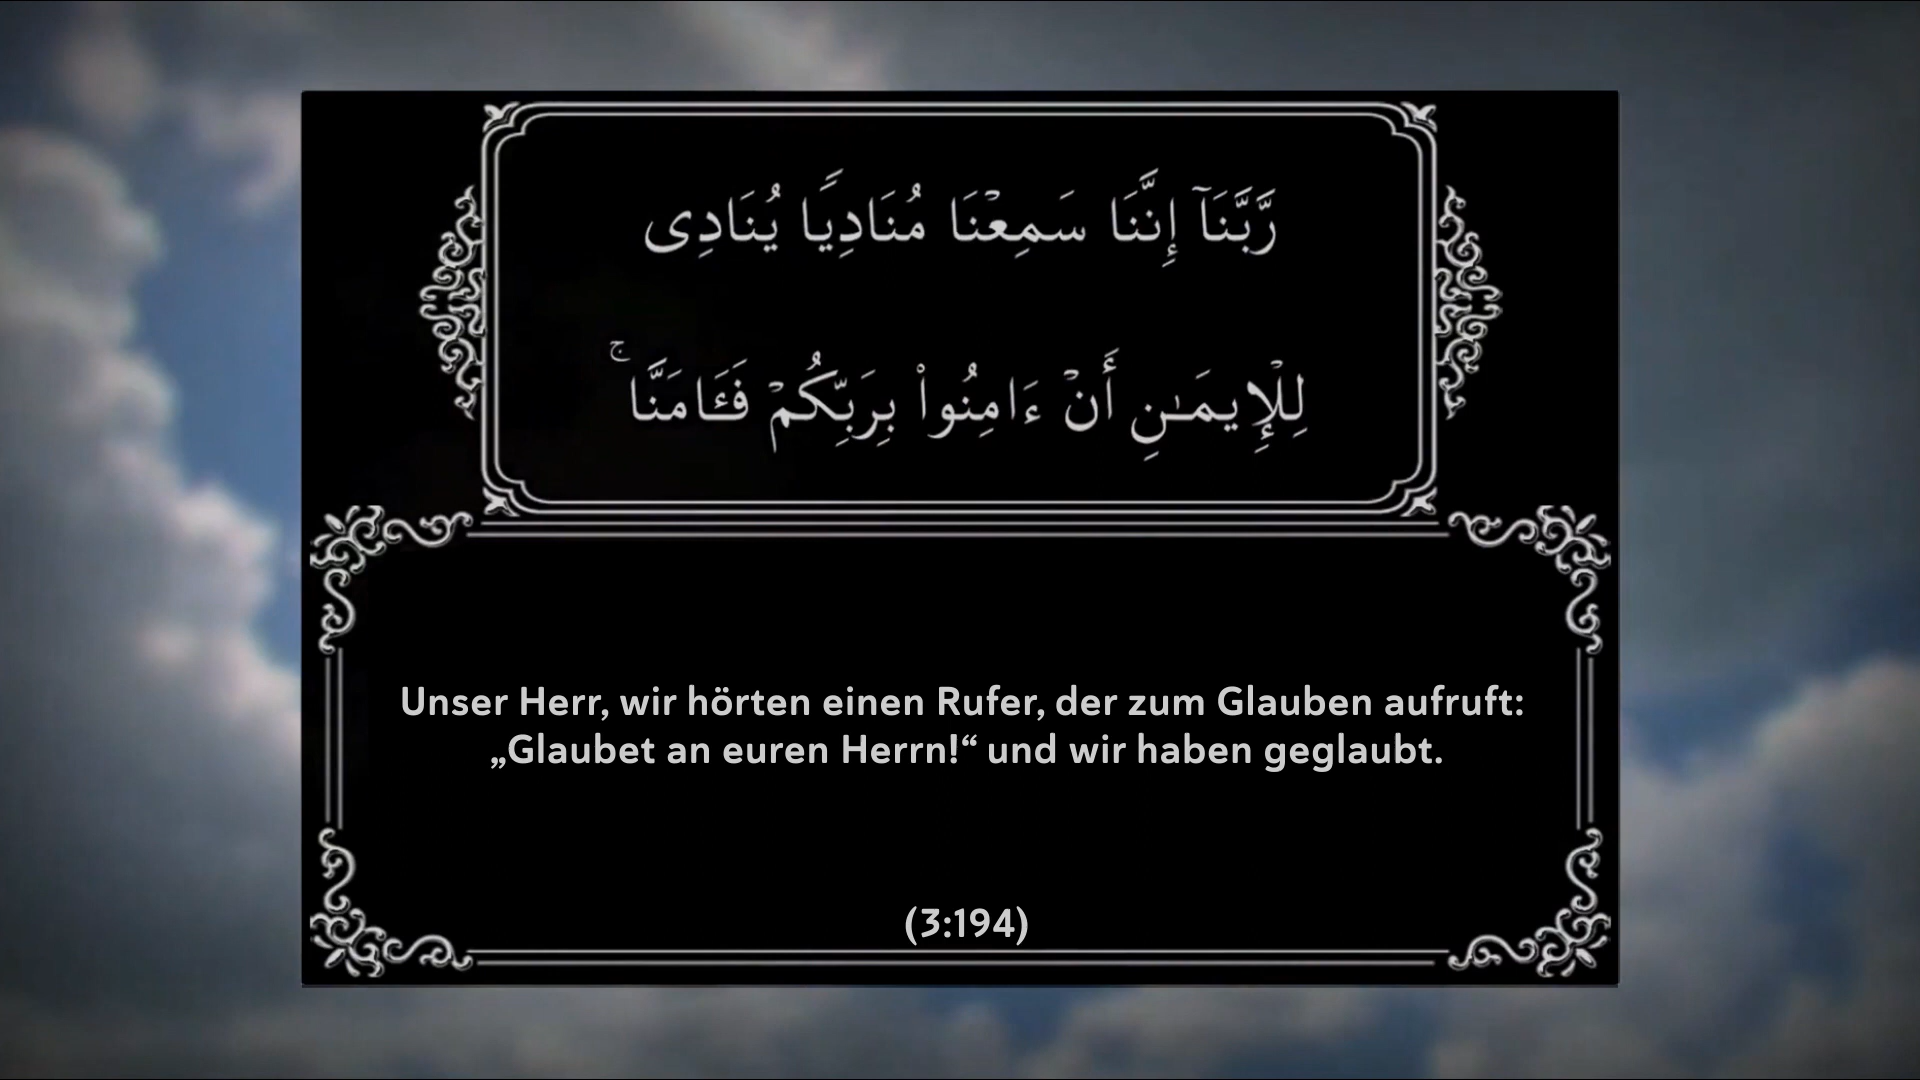 رَّبَّنَآ إِنَّنَا سَمِعْنَا مُنَادِيًا يُنَادِى
لِلْإِيمَـٰنِ أَنْ ءَامِنُوا۟ بِرَبِّكُمْ فَـَٔامَنَّا ۚ
Unser Herr, wir hörten einen Rufer, der zum Glauben aufruft:
„Glaubet an euren Herrn!“ und wir haben geglaubt.
(3:194)